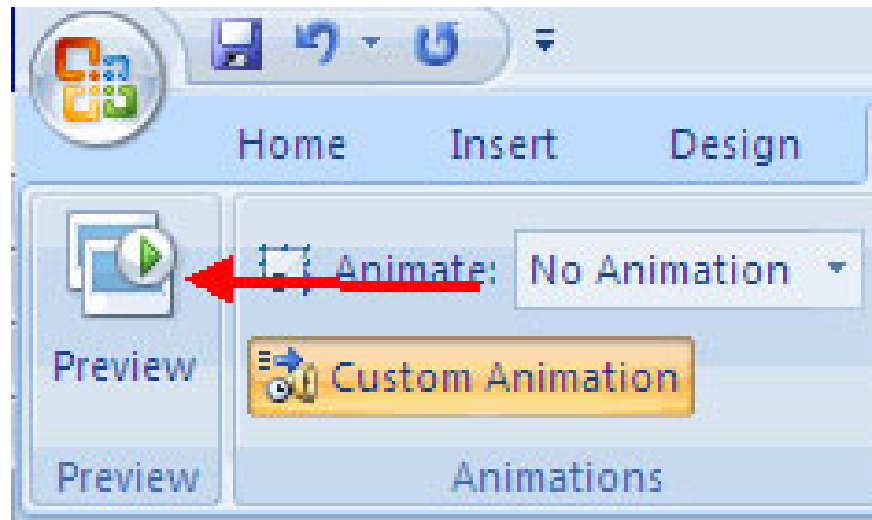 Home Insert Design
Animate: No Animation
Preview Custom Animation
Preview Animations